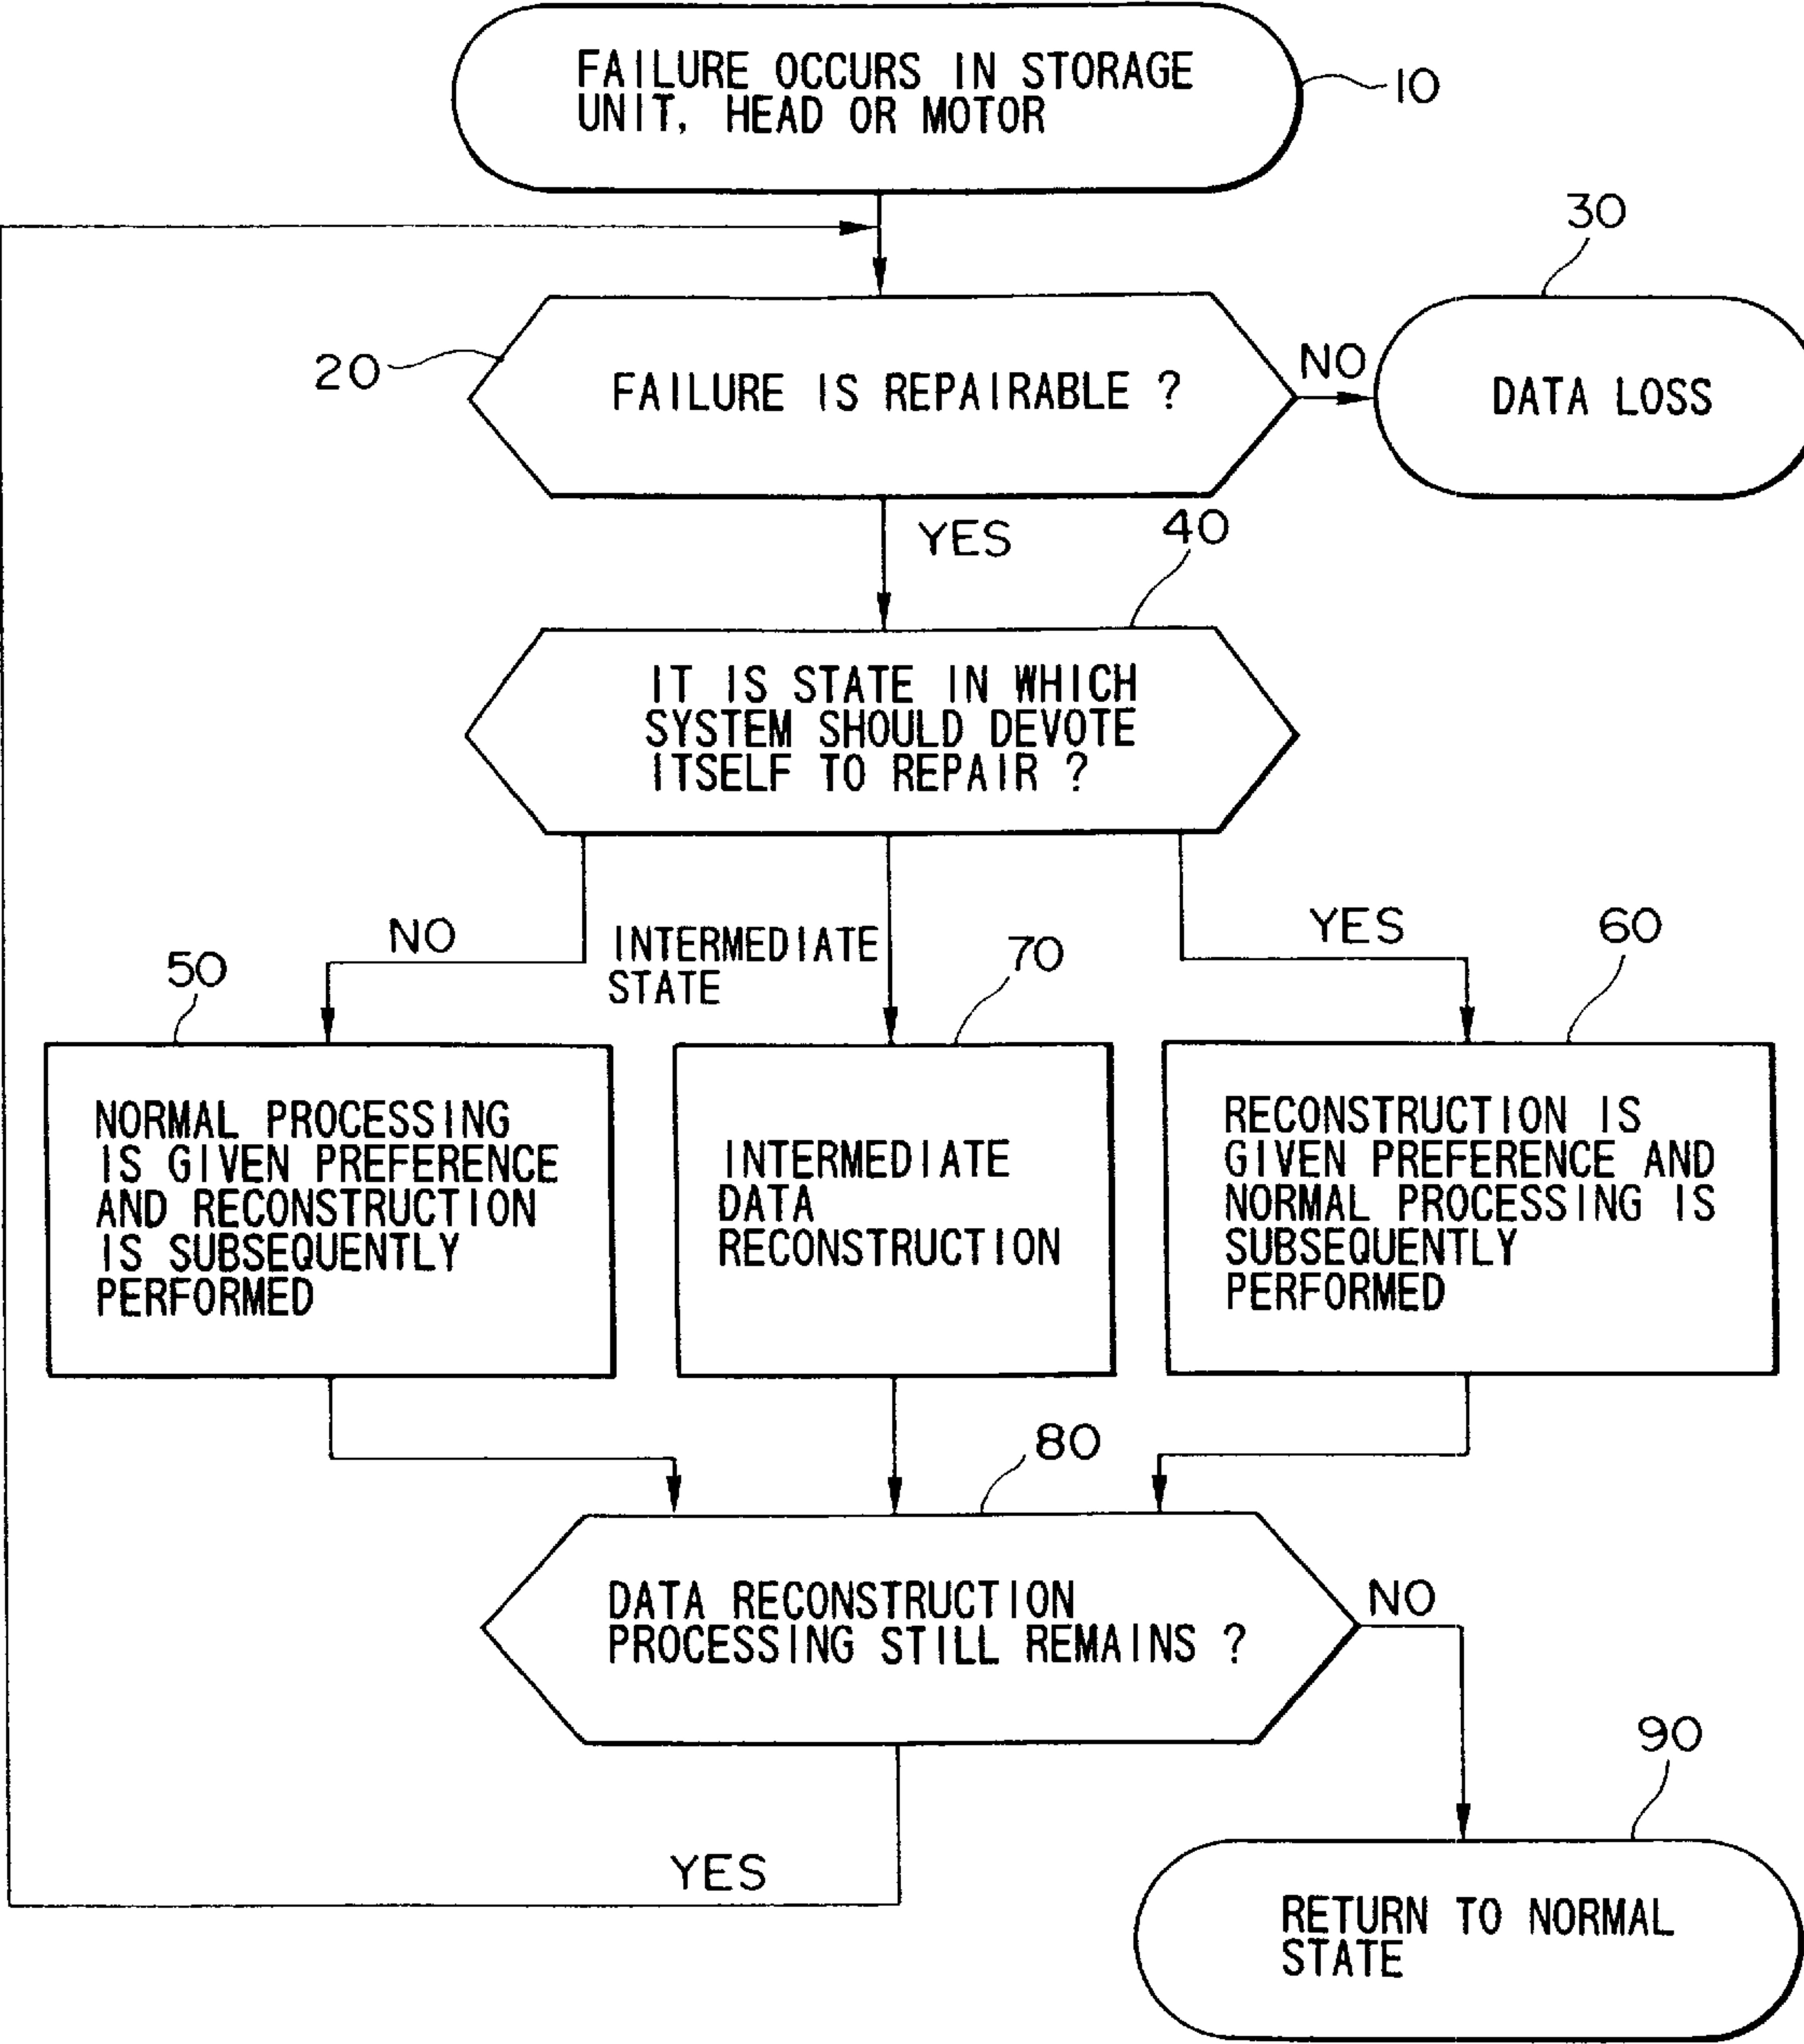 FAILURE OCCURS IN STORAGE
UNIT, HEAD OR MOTOR
10
30
20
FAILURE IS REPAIRABLE ?
NO
DATA LOSS
YES
40
IT IS STATE IN WHICH
SYSTEM SHOULD DEVOTE
ITSELF TO REPAIR ?
NO
INTERMEDIATE
STATE
YES
50
70
60
NORMAL PROCESSING
IS GIVEN PREFERENCE
AND RECONSTRUCTION
IS SUBSEQUENTLY
PERFORMED
INTERMEDIATE
DATA
RECONSTRUCTION
RECONSTRUCTION IS
GIVEN PREFERENCE AND
NORMAL PROCESSING IS
SUBSEQUENTLY
PERFORMED
80
DATA RECONSTRUCTION
PROCESSING STILL REMAINS ?
NO
YES
90
RETURN TO NORMAL
STATE